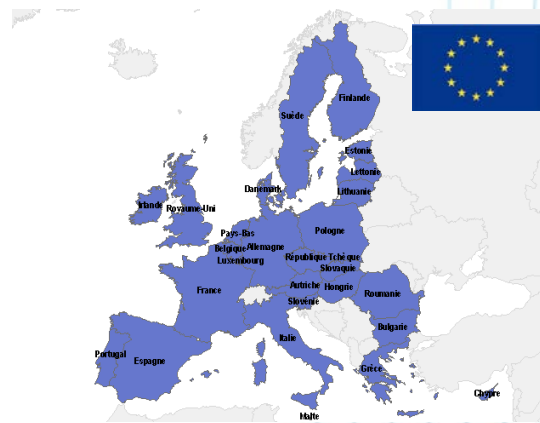 Finlande
Suède
Estonie
Lettonie
Lithuanie
Danemark
Irlande
Royaume-Uni
Pays-Bas
Pologne
Belgique
Allemagne
Luxembourg
République Tchèque
Slovaquie
France
Autriche
Hongrie
Roumanie
Slovénie
Bulgarie
Italie
Portugal
Espagne
Grèce
Chypre
Malte